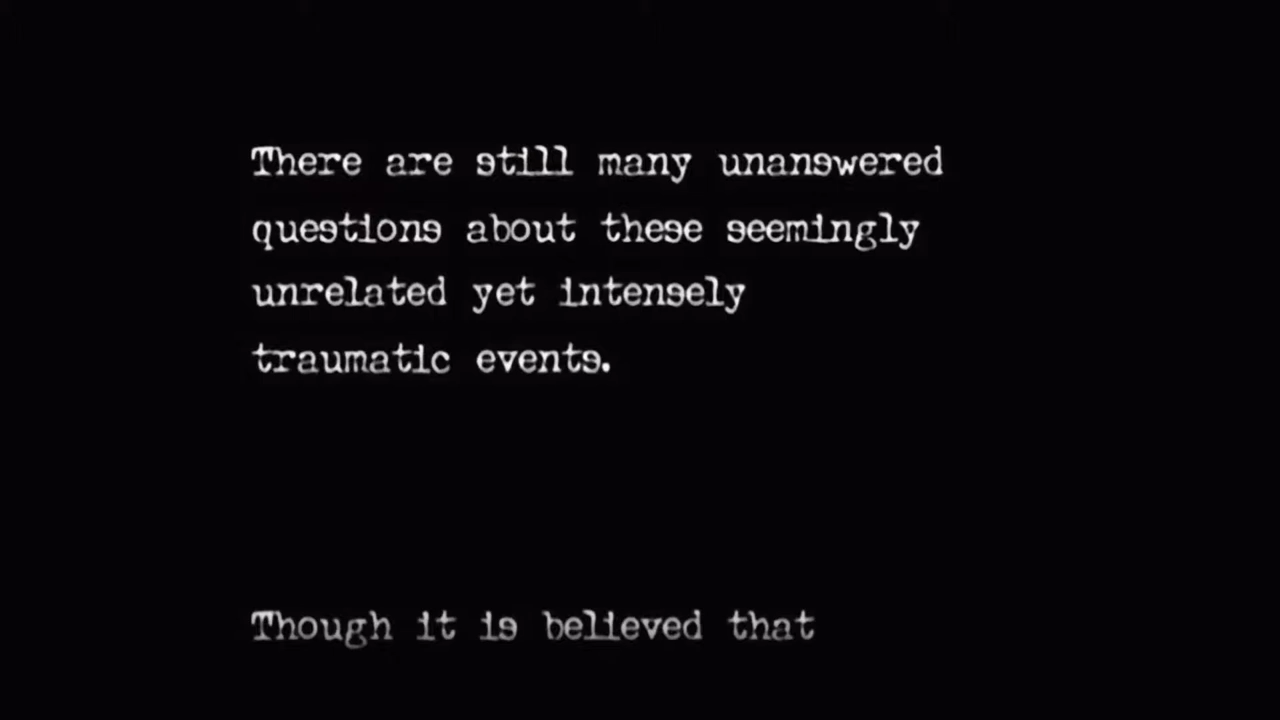 There are still many unanswered
questions about these seemingly
unrelated yet intensely
traumatic events.
Though it is believed that